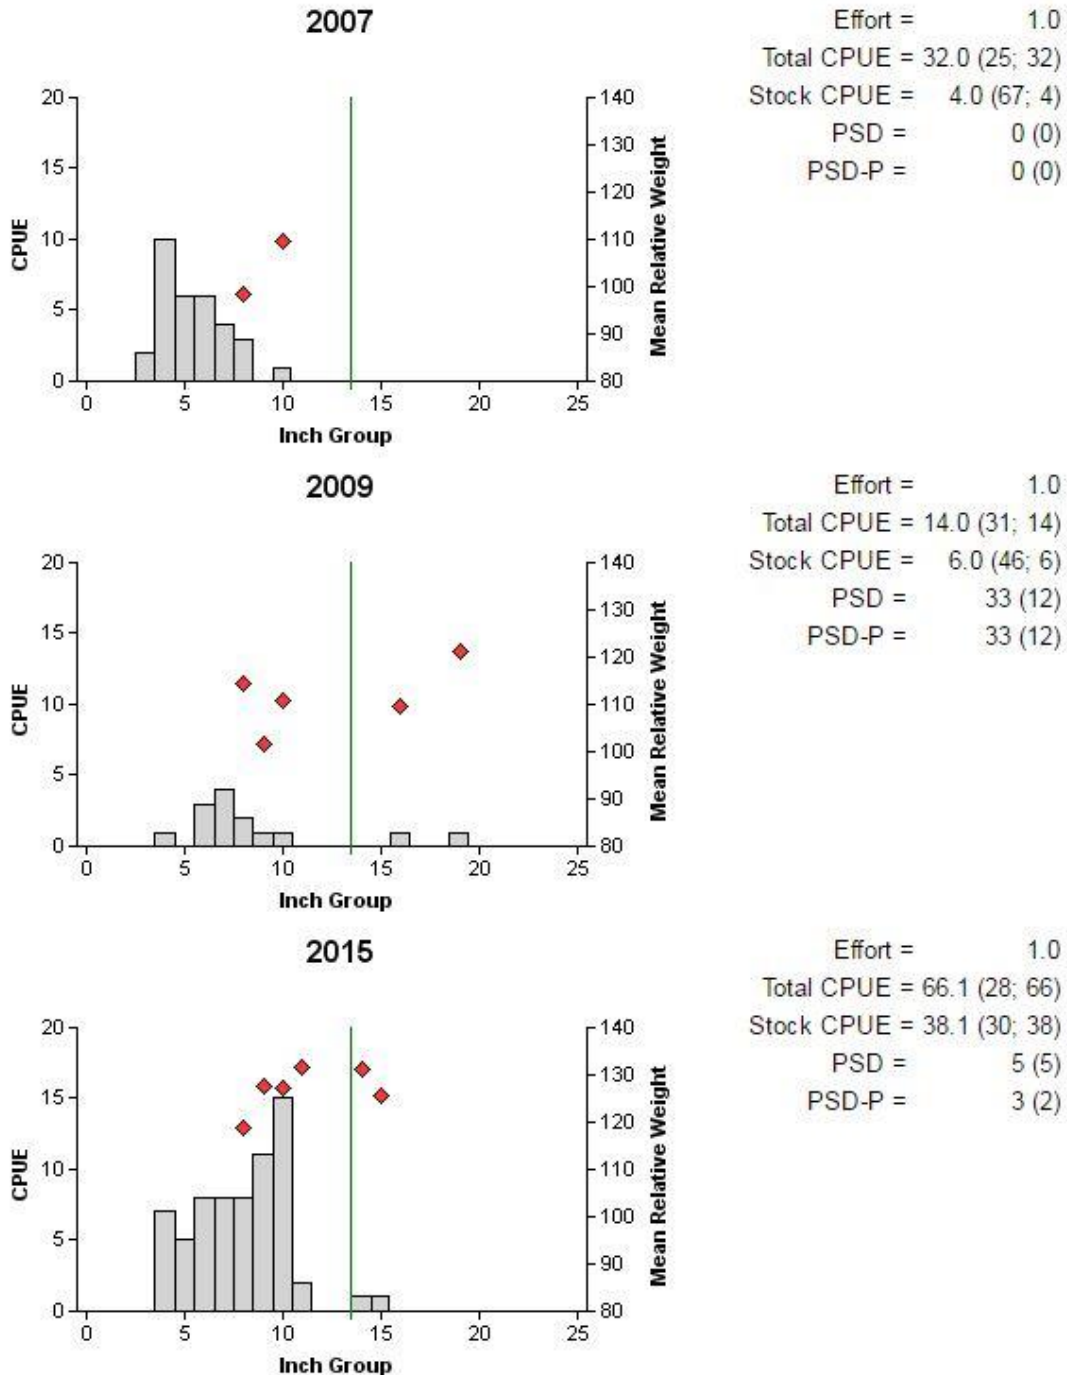 2007
Effort = 1.0
Total CPUE = 32.0 (25; 32)
Stock CPUE = 4.0 (67; 4)
PSD = 0 (0)
PSD-P = 0 (0)
20 140
130
15 120
10 110
100
5 90
0 80
CPUE
Mean Relative Weight
0 5 10 15 20 25
Inch Group
2009
Effort = 1.0
Total CPUE = 14.0 (31; 14)
Stock CPUE = 6.0 (46; 6)
PSD = 33 (12)
PSD-P = 33 (12)
20 140
130
15 120
10 110
100
5 90
0 80
CPUE
Mean Relative Weight
0 5 10 15 20 25
Inch Group
2015
Effort = 1.0
Total CPUE = 66.1 (28; 66)
Stock CPUE = 38.1 (30; 38)
PSD = 5 (5)
PSD-P = 3 (2)
20 140
130
15 120
10 110
100
5 90
0 80
CPUE
Mean Relative Weight
0 5 10 15 20 25
Inch Group